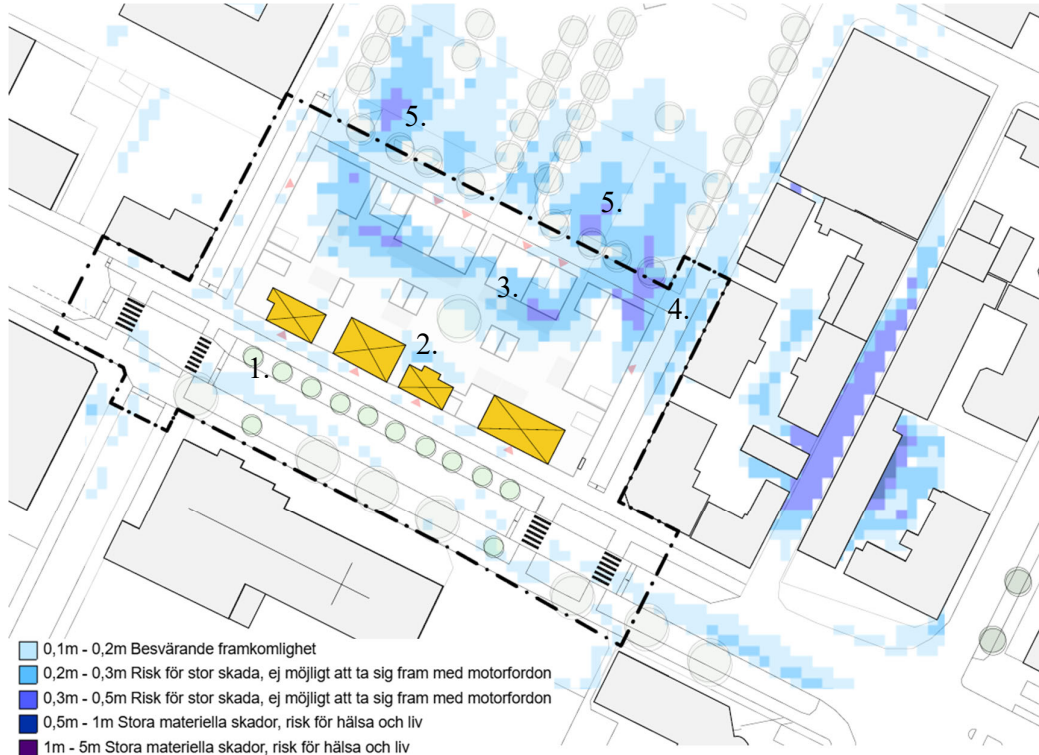 5.
5.
3.
4.
2.
1.
0,1m - 0,2m Besvärande framkomlighet
0,2m - 0,3m Risk för stor skada, ej möjligt att ta sig fram med motorfordon
0,3m - 0,5m Risk för stor skada, ej möjligt att ta sig fram med motorfordon
0,5m - 1m Stora materiella skador, risk för hälsa och liv
1m - 5m Stora materiella skador, risk för hälsa och liv